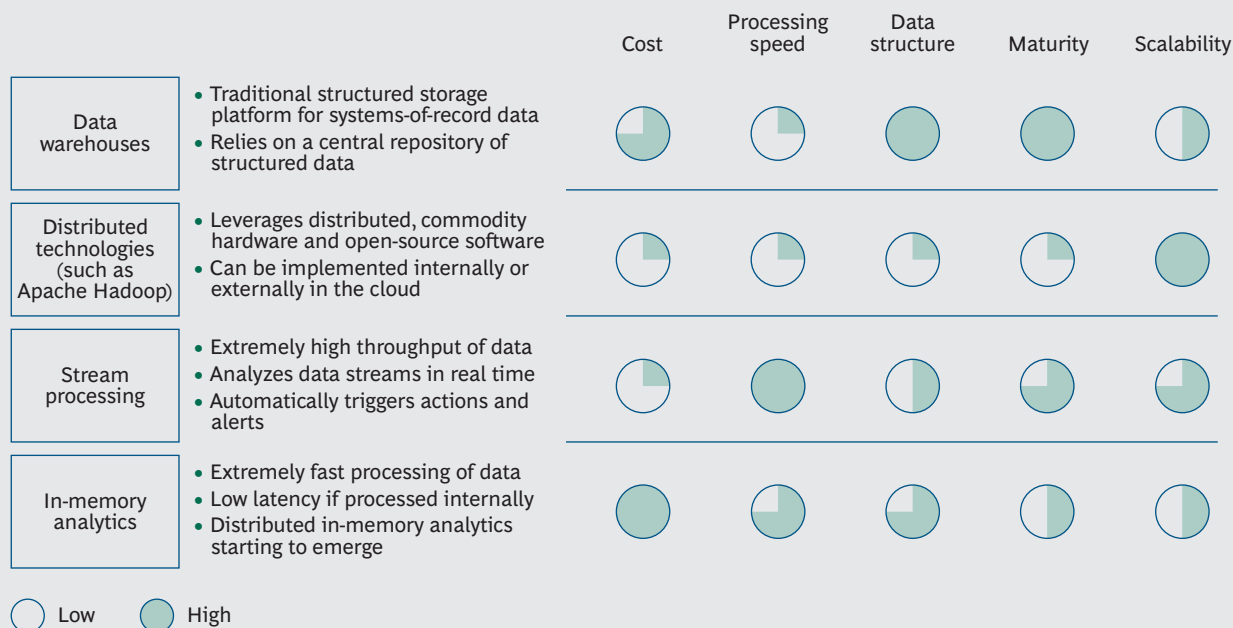 Cost
Processing
speed
Data
structure
Maturity
Scalability
Data
warehouses
• Traditional structured storage
platform for systems-of-record data
• Relies on a central repository of
structured data
Distributed
technologies
(such as
Apache Hadoop)
• Leverages distributed, commodity
hardware and open-source software
• Can be implemented internally or
externally in the cloud
Stream
processing
• Extremely high throughput of data
• Analyzes data streams in real time
• Automatically triggers actions and
alerts
In-memory
analytics
• Extremely fast processing of data
• Low latency if processed internally
• Distributed in-memory analytics
starting to emerge
Low
High